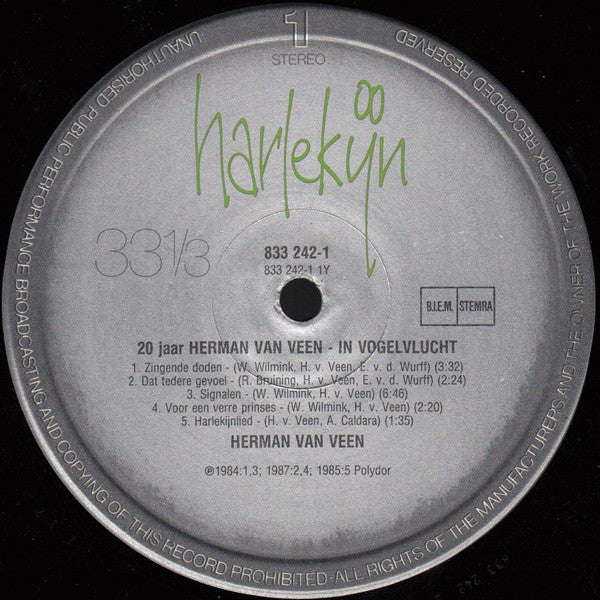 1
STEREO
harlekijn
33 1/3
833 242-1
833 242-1 1Y
B.I.E.M. STEMRA
20 jaar HERMAN VAN VEEN - IN VOGELVLUCHT
1. Zingende doden - (W. Wilmink, H. v. Veen, E. v. d. Wurff) (3:32)
2. Dat tedere gevoel - (R. Bruining, H. v. Veen, E. v. d. Wurff) (2:24)
3. Signalen - (W. Wilmink, H. v. Veen) (6:46)
4. Voor een verre prinses - (W. Wilmink, H. v. Veen) (2:20)
5. Harlekijnlied - (H. v. Veen, A. Caldara) (1:35)
HERMAN VAN VEEN
℗1984:1,3; 1987:2,4; 1985:5 Polydor
UNAUTHORISED PUBLIC PERFORMANCE BROADCASTING AND COPYING OF THIS RECORD PROHIBITED-ALL RIGHTS OF THE MANUFACTURERS AND THE OWNER OF THE WORK RECORDED RESERVED